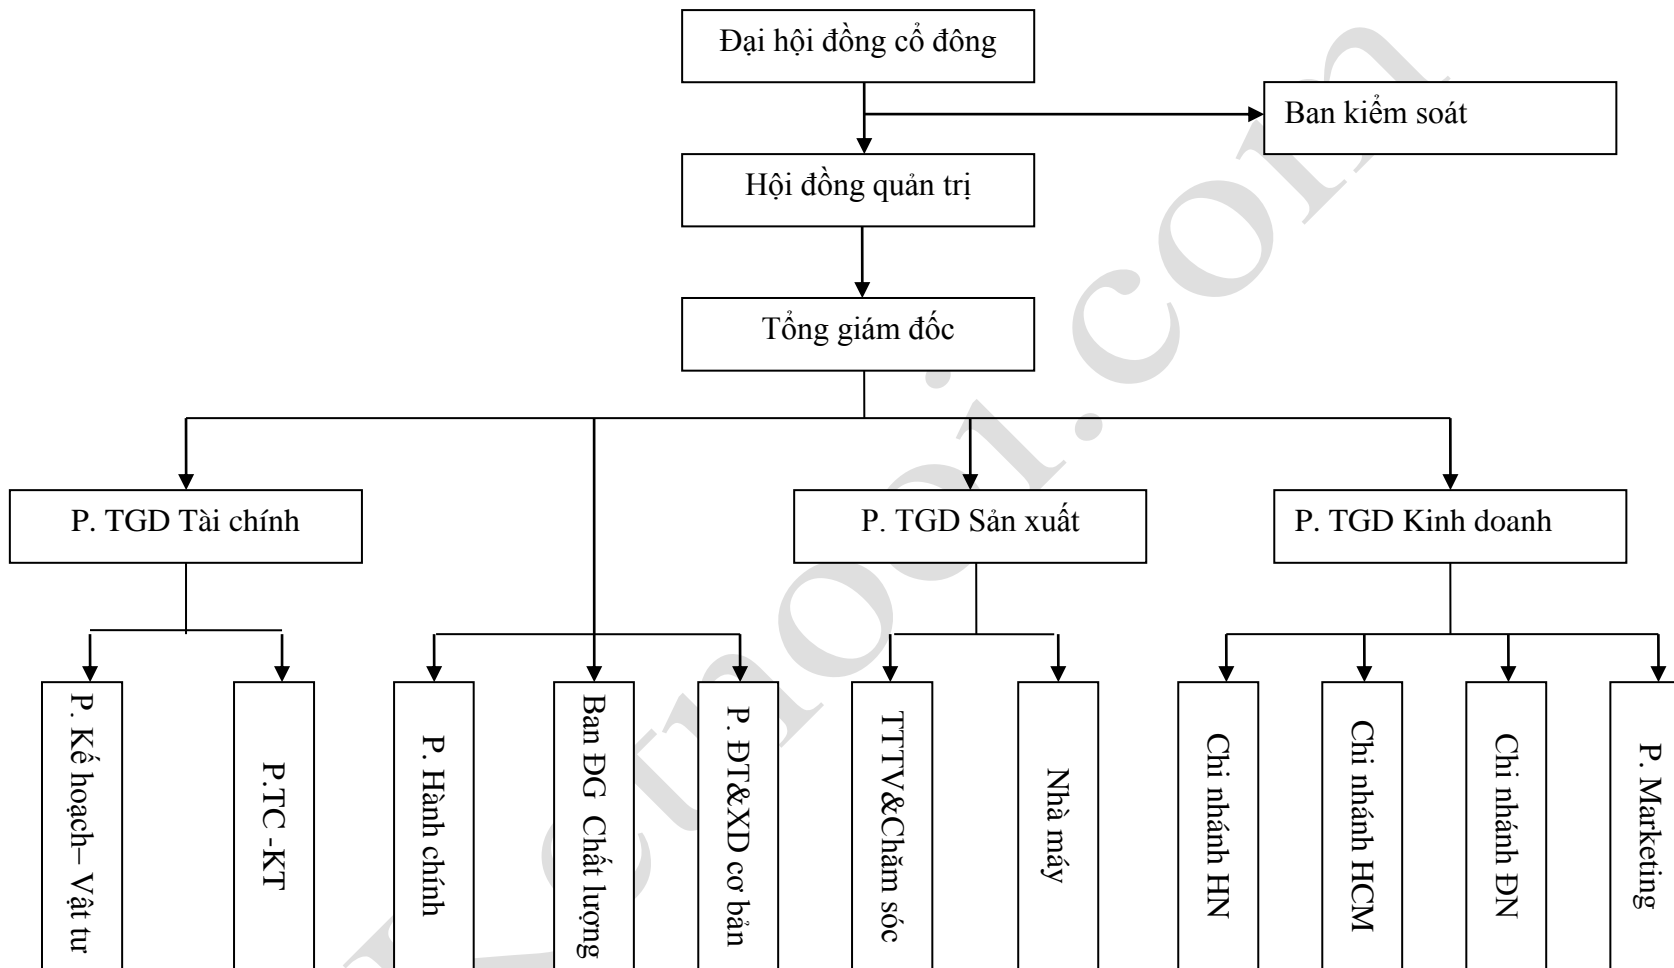 Đại hội đồng cổ đông
Ban kiểm soát
Hội đồng quản trị
Tổng giám đốc
P. TGD Tài chính
P. TGD Sản xuất
P. TGD Kinh doanh
P. Kế hoạch– Vật tư
P.TC -KT
P. Hành chính
Ban ĐG Chất lượng
P. ĐT&XD cơ bản
TTTV&Chăm sóc
Nhà máy
Chi nhánh HN
Chi nhánh HCM
Chi nhánh ĐN
P. Marketing